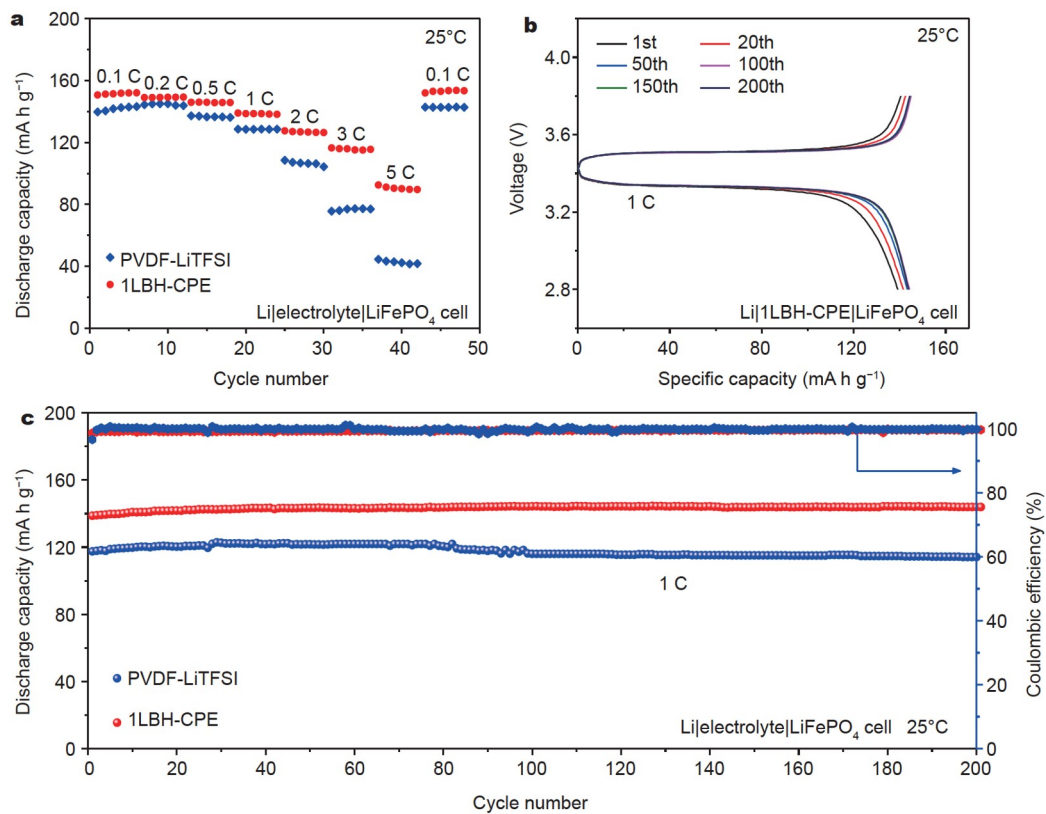 a
200
160
120
80
40
0
Discharge capacity (mA h g⁻¹)
25°C
0.1 C
0.2 C
0.5 C
1 C
2 C
3 C
5 C
0.1 C
PVDF-LiTFSI
1LBH-CPE
Li|electrolyte|LiFePO₄ cell
0 10 20 30 40 50
Cycle number
b
4.0
3.6
3.2
2.8
Voltage (V)
1st 20th
50th 100th
150th 200th
25°C
1 C
Li|1LBH-CPE|LiFePO₄ cell
0 40 80 120 160
Specific capacity (mA h g⁻¹)
c
200
160
120
80
40
0
Discharge capacity (mA h g⁻¹)
1 C
PVDF-LiTFSI
1LBH-CPE
Li|electrolyte|LiFePO₄ cell 25°C
100
80
60
40
20
0
Coulombic efficiency (%)
0 20 40 60 80 100 120 140 160 180 200
Cycle number